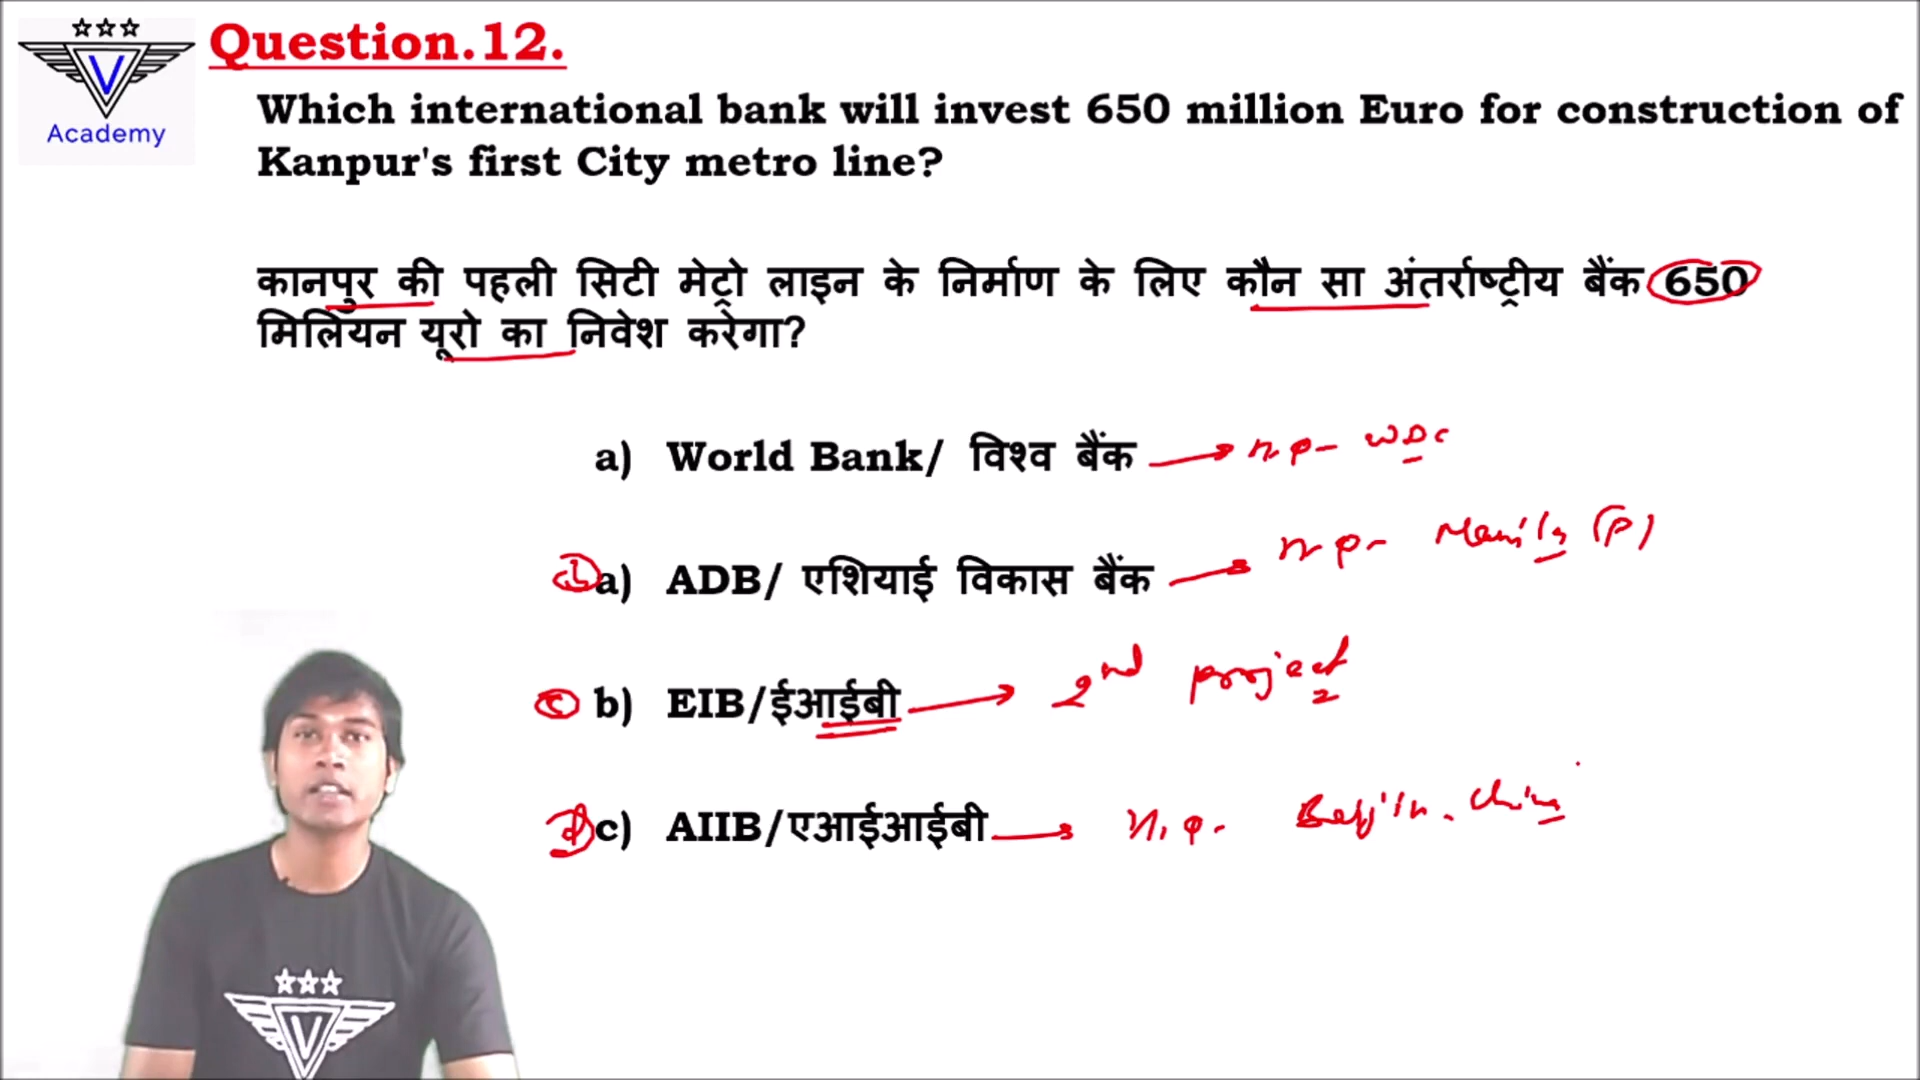 ☆☆☆
V
Academy
Question.12.
Which international bank will invest 650 million Euro for construction of
Kanpur's first City metro line?
कानपुर की पहली सिटी मेट्रो लाइन के निर्माण के लिए कौन सा अंतर्राष्ट्रीय बैंक 650
मिलियन यूरो का निवेश करेगा?
a) World Bank/ विश्व बैंक
a) ADB/ एशियाई विकास बैंक
c b) EIB/ईआईबी 2nd project
d c) AIIB/एआईआईबी
☆☆☆
V